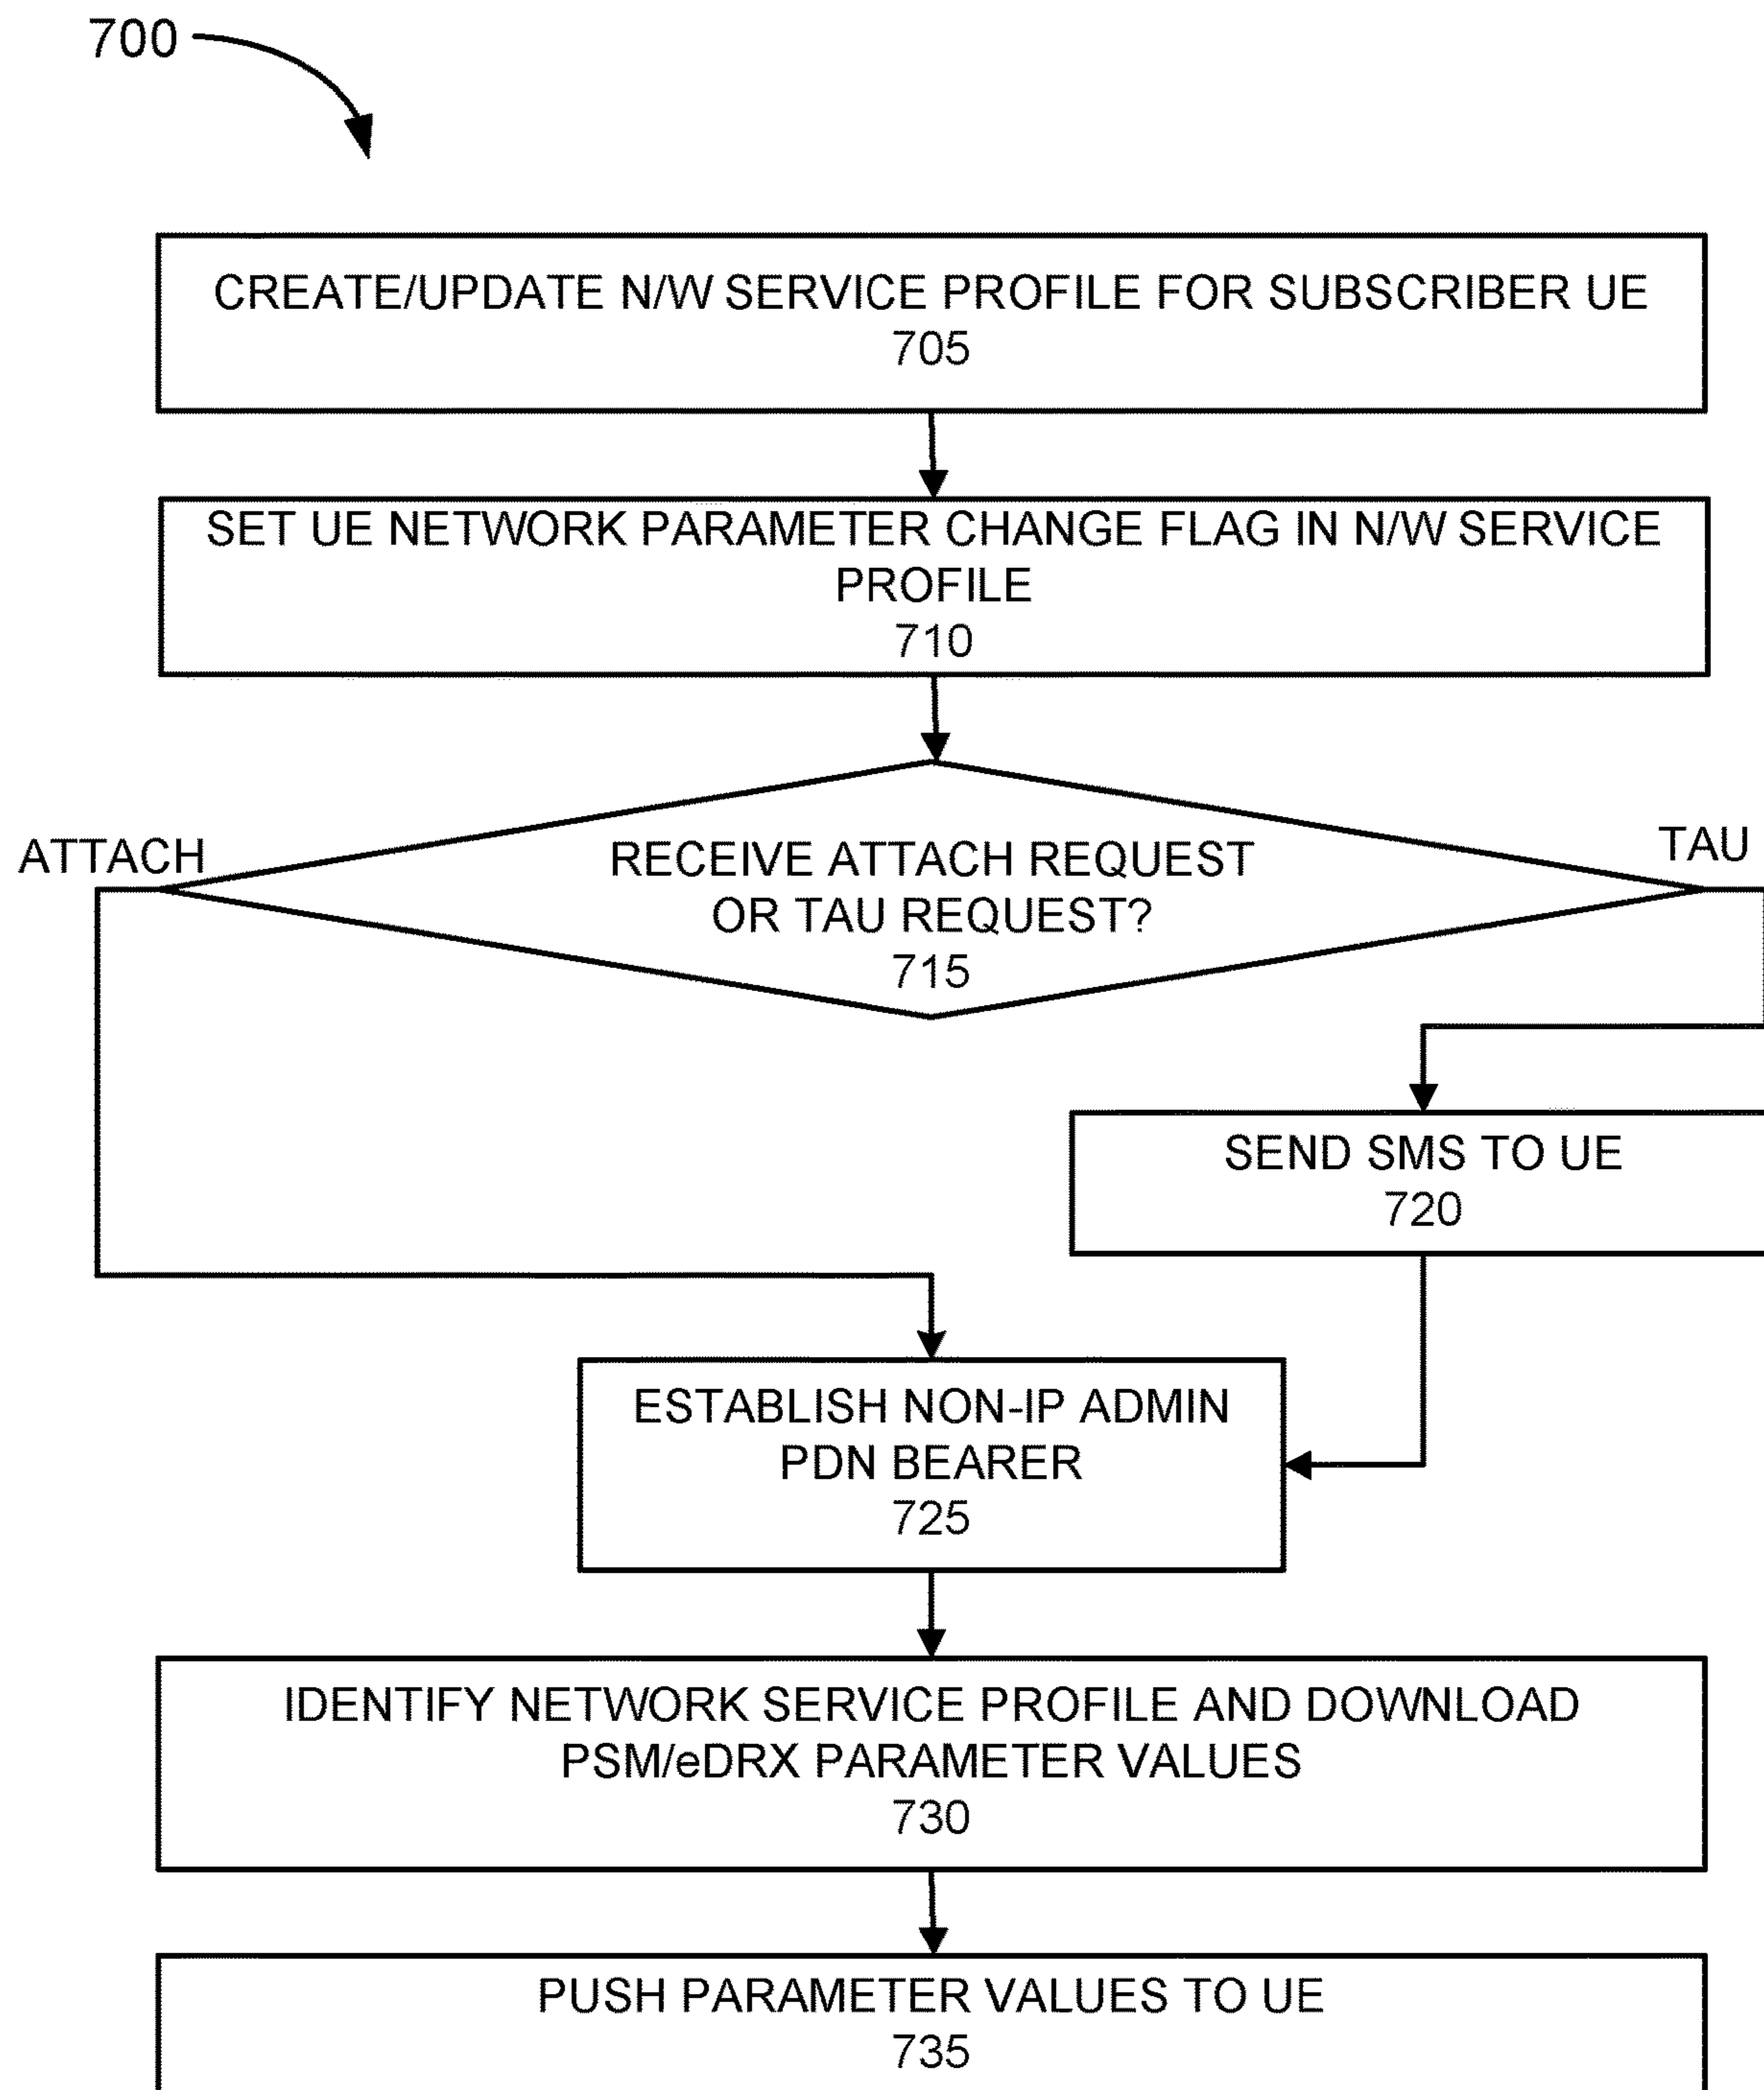 700
CREATE/UPDATE N/W SERVICE PROFILE FOR SUBSCRIBER UE
705
SET UE NETWORK PARAMETER CHANGE FLAG IN N/W SERVICE
PROFILE
710
ATTACH
TAU
RECEIVE ATTACH REQUEST
OR TAU REQUEST?
715
SEND SMS TO UE
720
ESTABLISH NON-IP ADMIN
PDN BEARER
725
IDENTIFY NETWORK SERVICE PROFILE AND DOWNLOAD
PSM/eDRX PARAMETER VALUES
730
PUSH PARAMETER VALUES TO UE
735